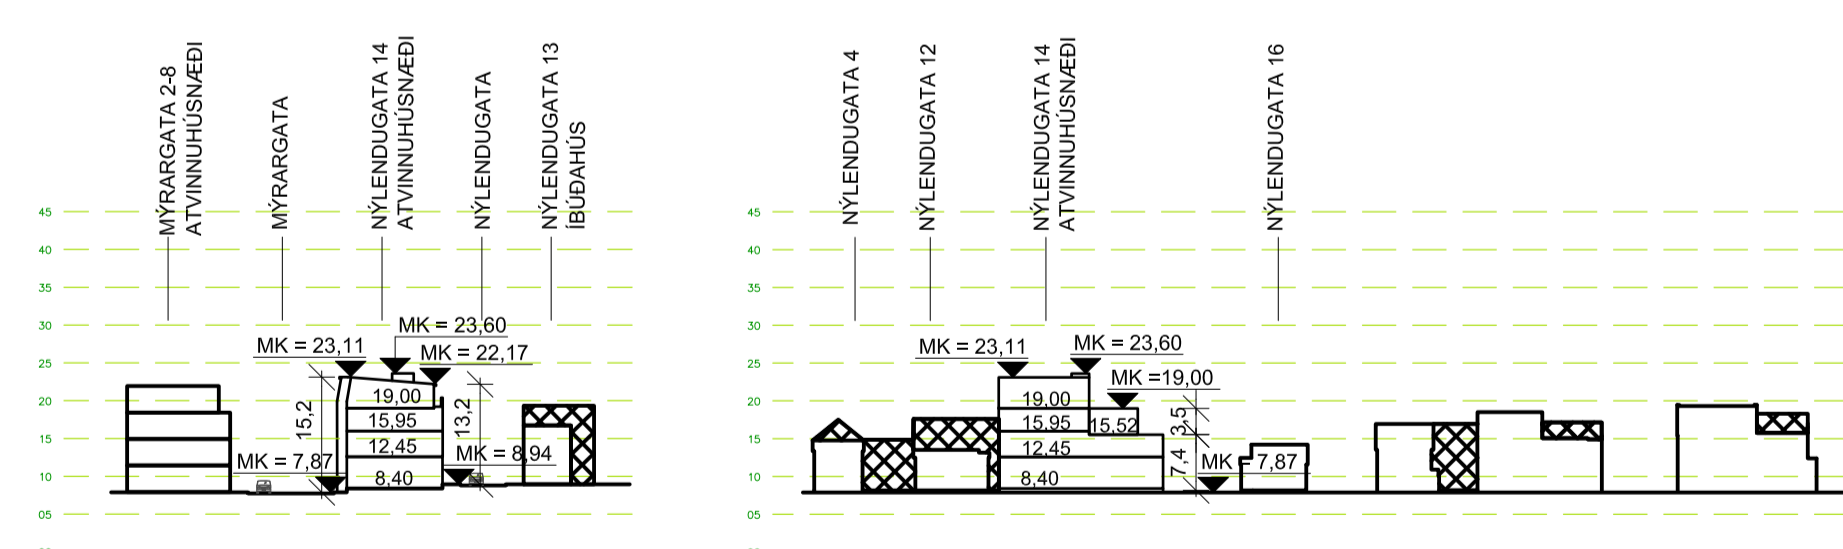 MÝRARGATA 2-8
ATVINNUHÚSNÆÐI
MÝRARGATA
NÝLENDUGATA 14
ATVINNUHÚSNÆÐI
NÝLENDUGATA
NÝLENDUGATA 13
ÍBÚÐAHÚS
45
40
35
30
25
20
15
10
05
MK = 23,60
MK = 23,11
MK = 22,17
19,00
15,95
12,45
8,40
15,2
13,2
MK = 7,87
MK = 8,94
NÝLENDUGATA 4
NÝLENDUGATA 12
NÝLENDUGATA 14
ATVINNUHÚSNÆÐI
NÝLENDUGATA 16
45
40
35
30
25
20
15
10
05
MK = 23,11
MK = 23,60
MK =19,00
19,00
15,95
15,52
12,45
8,40
3,5
7,4
MK = 7,87